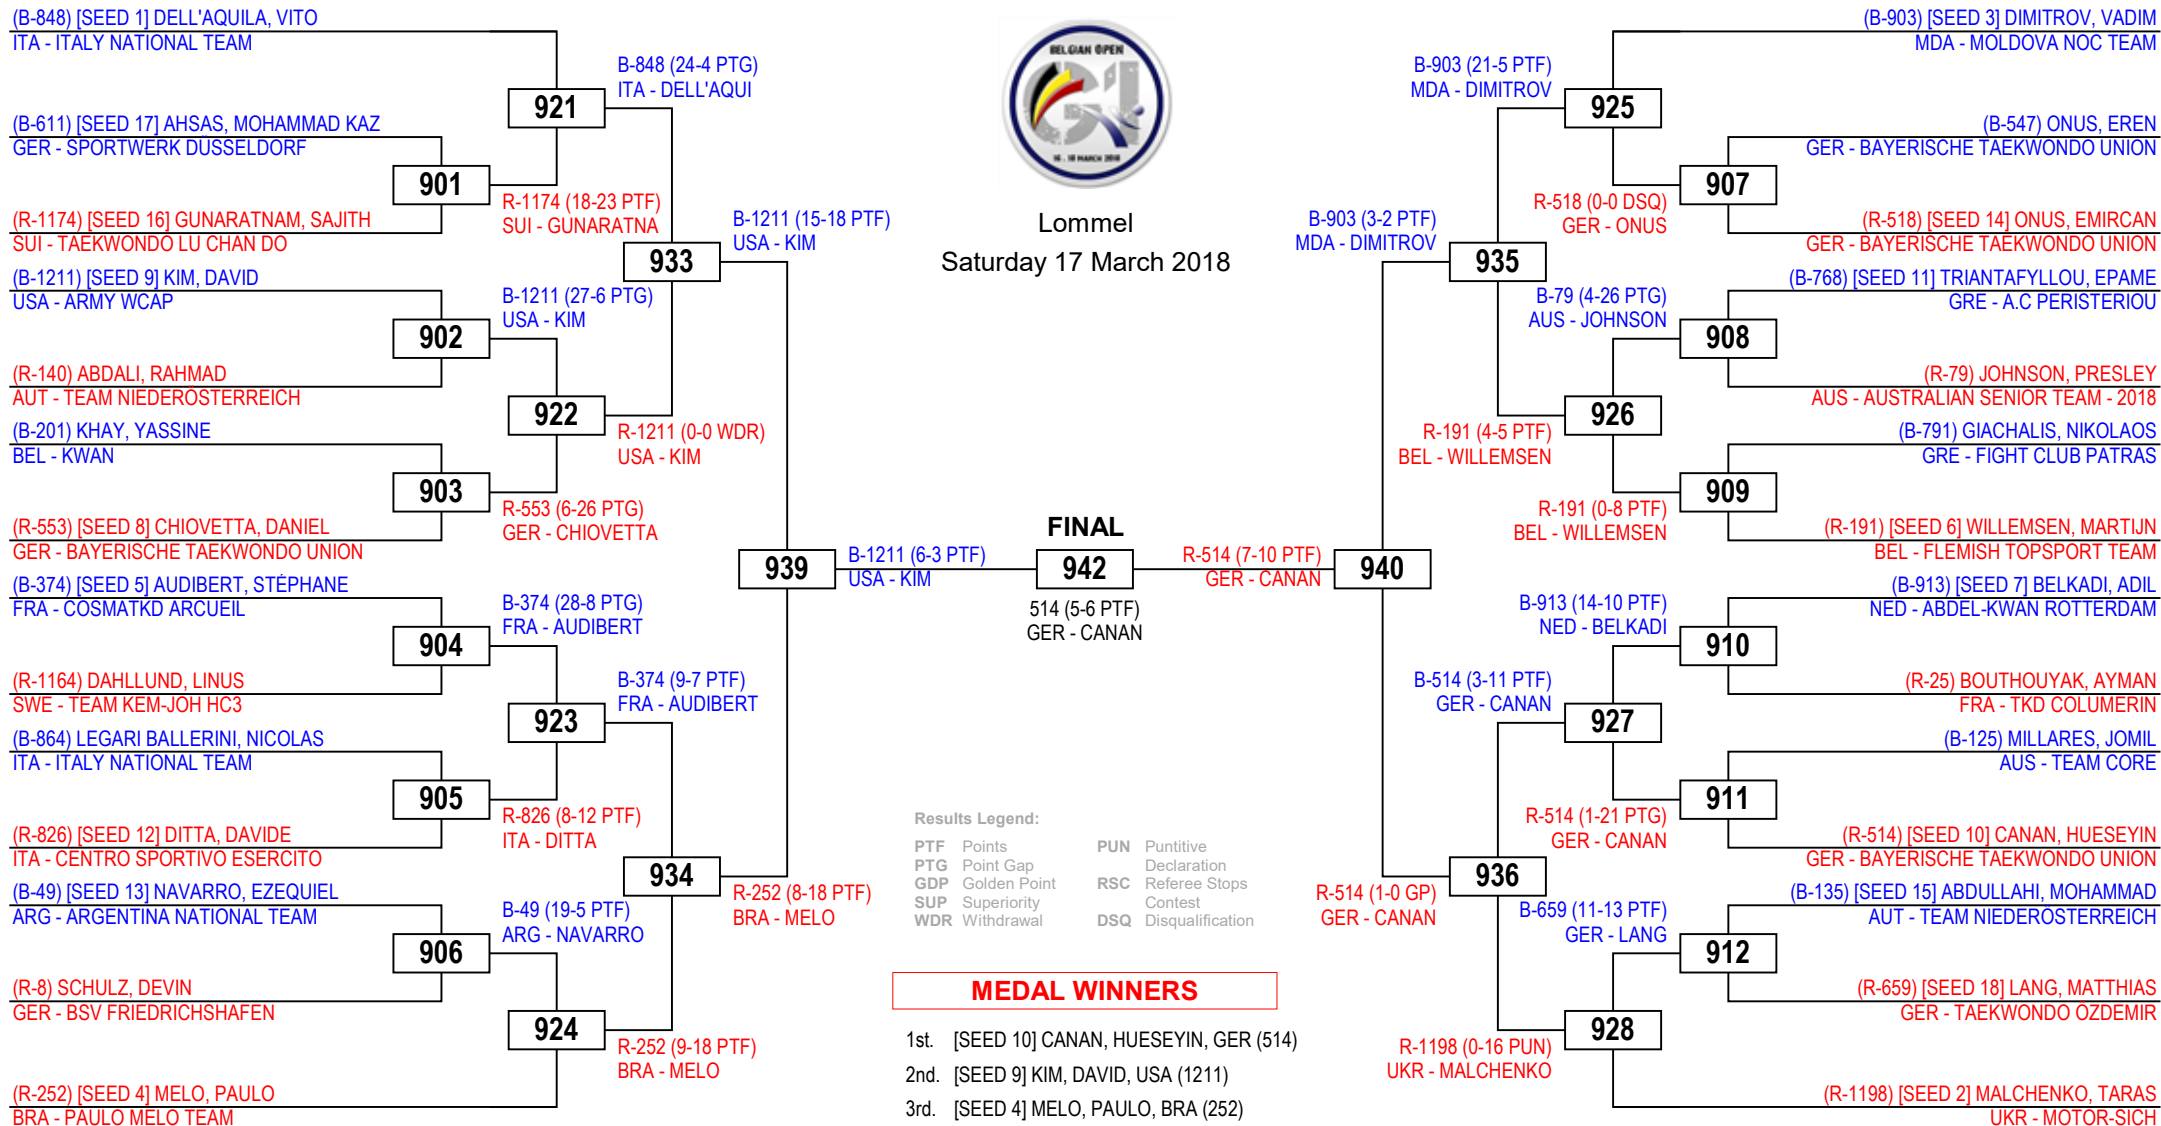 (B-848) [SEED 1] DELL'AQUILA, VITO
ITA - ITALY NATIONAL TEAM
(B-611) [SEED 17] AHSAS, MOHAMMAD KAZ
GER - SPORTWERK DÜSSELDORF
(R-1174) [SEED 16] GUNARATNAM, SAJITH
SUI - TAEKWONDO LU CHAN DO
(B-1211) [SEED 9] KIM, DAVID
USA - ARMY WCAP
(R-140) ABDALI, RAHMAD
AUT - TEAM NIEDERÖSTERREICH
(B-201) KHAY, YASSINE
BEL - KWAN
(R-553) [SEED 8] CHIOVETTA, DANIEL
GER - BAYERISCHE TAEKWONDO UNION
(B-374) [SEED 5] AUDIBERT, STÉPHANE
FRA - COSMATKD ARCUEIL
(R-1164) DAHLLUND, LINUS
SWE - TEAM KEM-JOH HC3
(B-864) LEGARI BALLERINI, NICOLAS
ITA - ITALY NATIONAL TEAM
(R-826) [SEED 12] DITTA, DAVIDE
ITA - CENTRO SPORTIVO ESERCITO
(B-49) [SEED 13] NAVARRO, EZEQUIEL
ARG - ARGENTINA NATIONAL TEAM
(R-8) SCHULZ, DEVIN
GER - BSV FRIEDRICHSHAFEN
(R-252) [SEED 4] MELO, PAULO
BRA - PAULO MELO TEAM
901
902
903
904
905
906
R-1174 (18-23 PTF)
SUI - GUNARATNA
B-1211 (27-6 PTG)
USA - KIM
R-553 (6-26 PTG)
GER - CHIOVETTA
B-374 (28-8 PTG)
FRA - AUDIBERT
R-826 (8-12 PTF)
ITA - DITTA
B-49 (19-5 PTF)
ARG - NAVARRO
921
922
923
924
B-848 (24-4 PTG)
ITA - DELL'AQUI
R-1211 (0-0 WDR)
USA - KIM
B-374 (9-7 PTF)
FRA - AUDIBERT
R-252 (9-18 PTF)
BRA - MELO
933
934
B-1211 (15-18 PTF)
USA - KIM
R-252 (8-18 PTF)
BRA - MELO
939
B-1211 (6-3 PTF)
USA - KIM
BELGIAN OPEN
G1
16 - 18 MARCH 2018
Lommel
Saturday 17 March 2018
FINAL
942
514 (5-6 PTF)
GER - CANAN
Results Legend:
PTF Points
PTG Point Gap
GDP Golden Point
SUP Superiority
WDR Withdrawal
PUN Puntitive
Declaration
RSC Referee Stops
Contest
DSQ Disqualification
MEDAL WINNERS
1st. [SEED 10] CANAN, HUESEYIN, GER (514)
2nd. [SEED 9] KIM, DAVID, USA (1211)
3rd. [SEED 4] MELO, PAULO, BRA (252)
R-514 (7-10 PTF)
GER - CANAN
940
B-903 (3-2 PTF)
MDA - DIMITROV
R-514 (1-0 GP)
GER - CANAN
935
936
B-903 (21-5 PTF)
MDA - DIMITROV
R-191 (4-5 PTF)
BEL - WILLEMSEN
B-514 (3-11 PTF)
GER - CANAN
R-1198 (0-16 PUN)
UKR - MALCHENKO
925
926
927
928
R-518 (0-0 DSQ)
GER - ONUS
B-79 (4-26 PTG)
AUS - JOHNSON
R-191 (0-8 PTF)
BEL - WILLEMSEN
B-913 (14-10 PTF)
NED - BELKADI
R-514 (1-21 PTG)
GER - CANAN
B-659 (11-13 PTF)
GER - LANG
907
908
909
910
911
912
(B-903) [SEED 3] DIMITROV, VADIM
MDA - MOLDOVA NOC TEAM
(B-547) ONUS, EREN
GER - BAYERISCHE TAEKWONDO UNION
(R-518) [SEED 14] ONUS, EMIRCAN
GER - BAYERISCHE TAEKWONDO UNION
(B-768) [SEED 11] TRIANTAFYLLOU, EPAME
GRE - A.C PERISTERIOU
(R-79) JOHNSON, PRESLEY
AUS - AUSTRALIAN SENIOR TEAM - 2018
(B-791) GIACHALIS, NIKOLAOS
GRE - FIGHT CLUB PATRAS
(R-191) [SEED 6] WILLEMSEN, MARTIJN
BEL - FLEMISH TOPSPORT TEAM
(B-913) [SEED 7] BELKADI, ADIL
NED - ABDEL-KWAN ROTTERDAM
(R-25) BOUTHOUYAK, AYMAN
FRA - TKD COLUMERIN
(B-125) MILLARES, JOMIL
AUS - TEAM CORE
(R-514) [SEED 10] CANAN, HUESEYIN
GER - BAYERISCHE TAEKWONDO UNION
(B-135) [SEED 15] ABDULLAHI, MOHAMMAD
AUT - TEAM NIEDERÖSTERREICH
(R-659) [SEED 18] LANG, MATTHIAS
GER - TAEKWONDO ÖZDEMIR
(R-1198) [SEED 2] MALCHENKO, TARAS
UKR - MOTOR-SICH